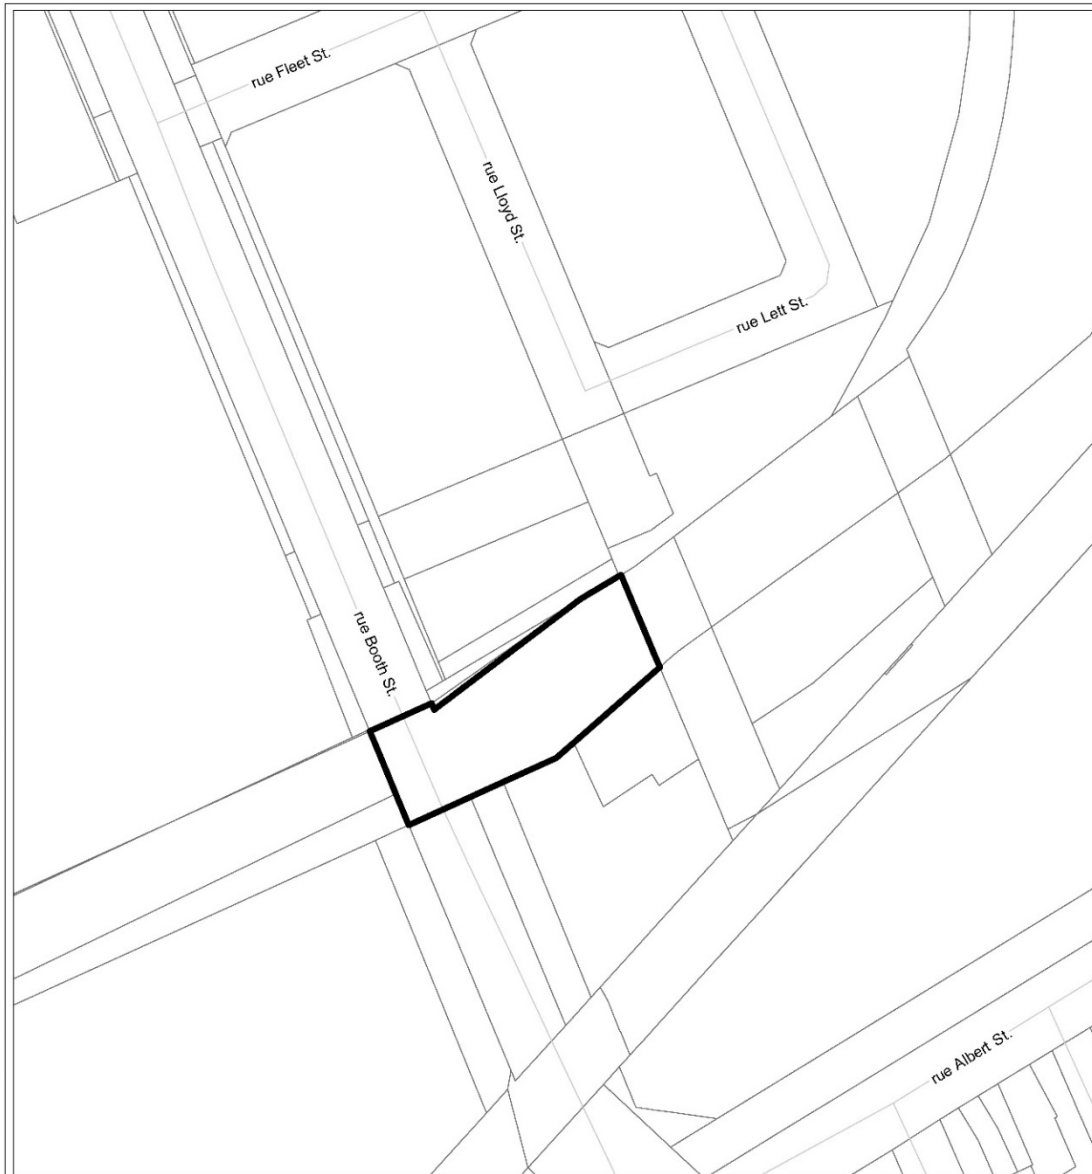 rue Fleet St.
rue Lloyd St.
rue Lett St.
rue Booth St.
rue Albert St.